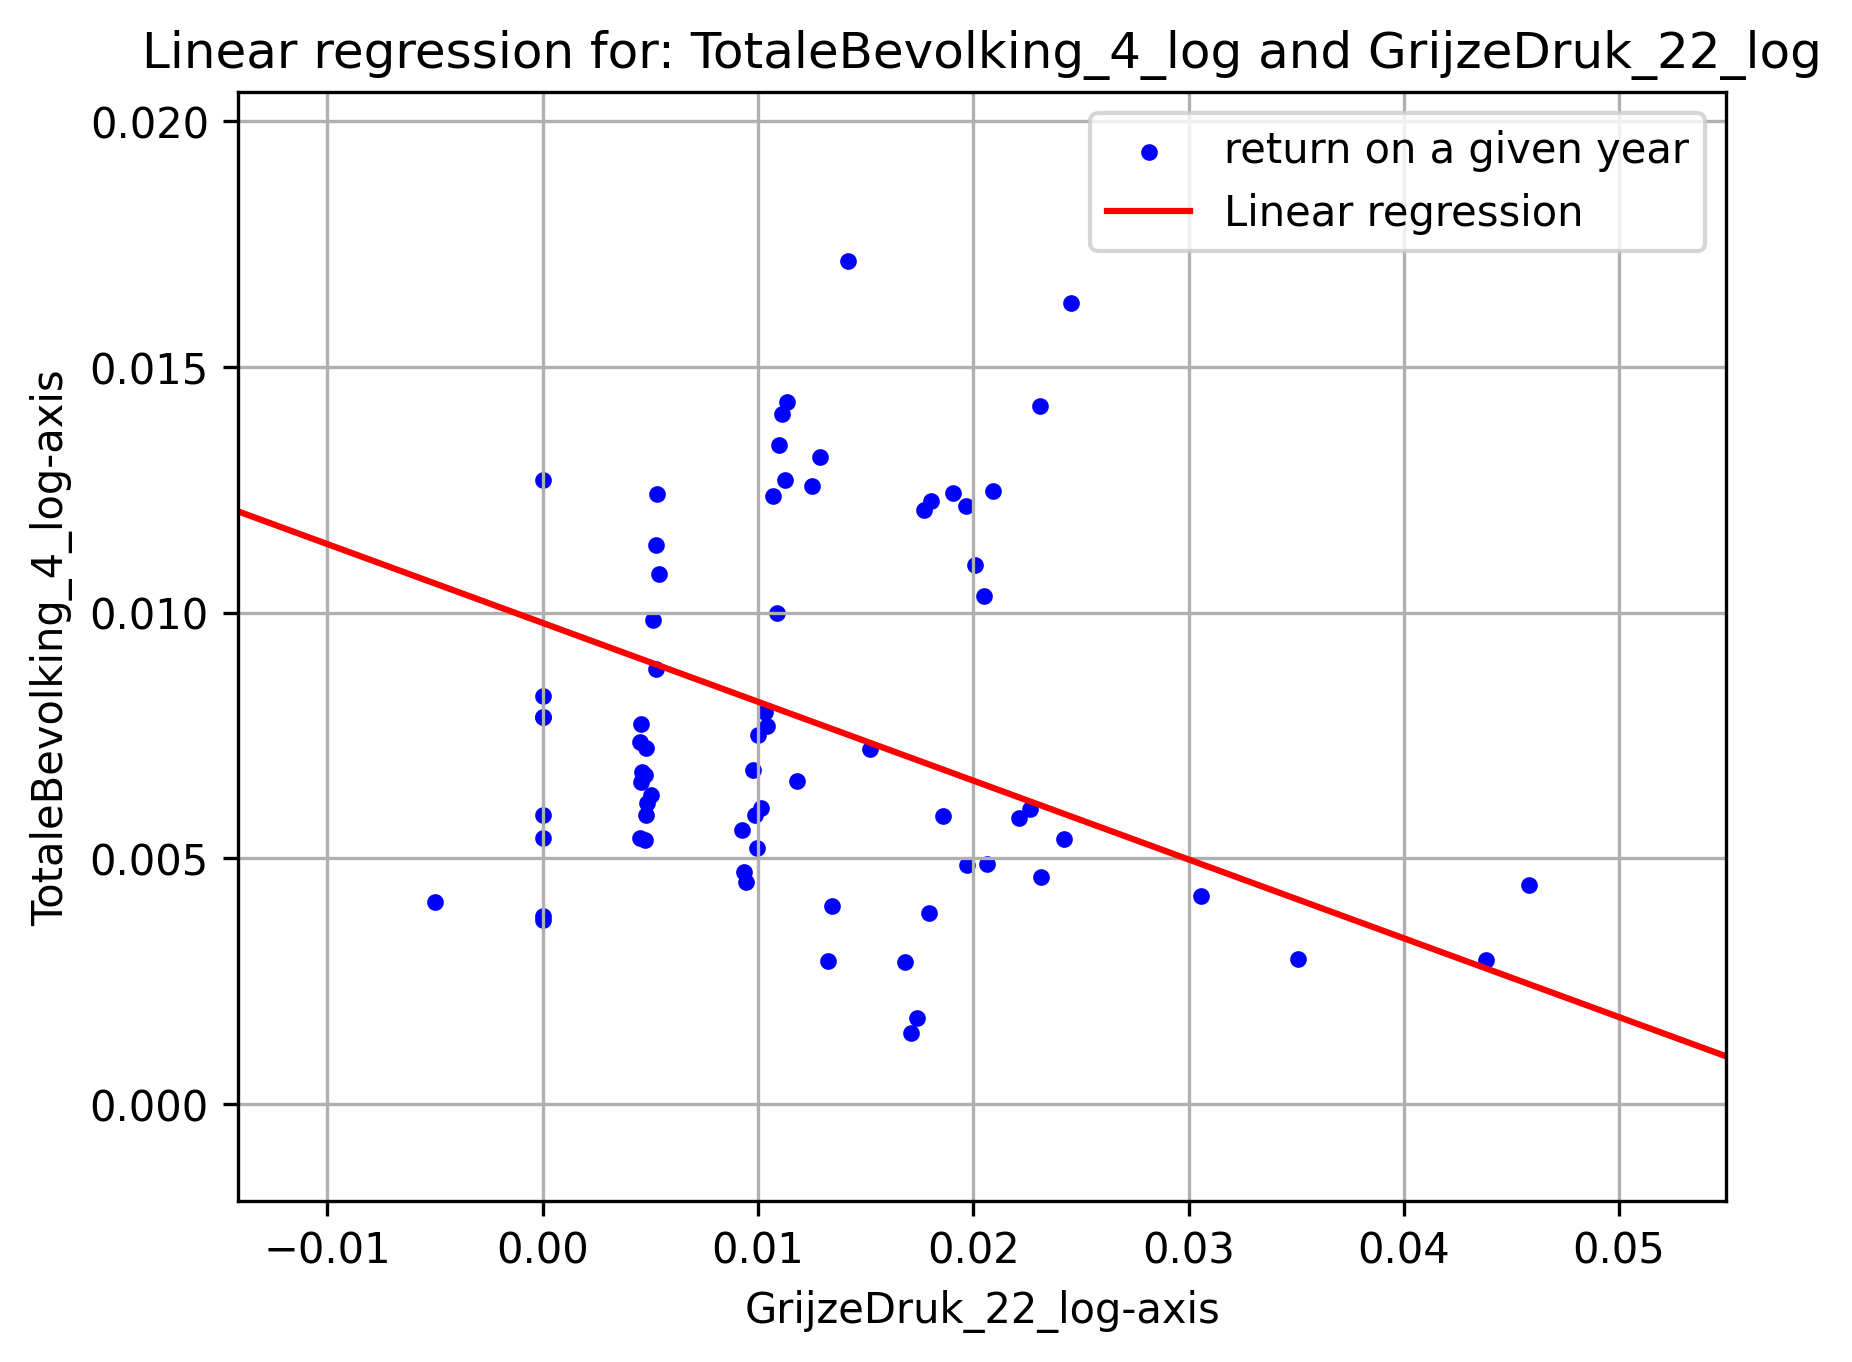 Linear regression for: TotaleBevolking_4_log and GrijzeDruk_22_log
return on a given year
Linear regression
TotaleBevolking_4_log-axis
0.020
0.015
0.010
0.005
0.000
−0.01 0.00 0.01 0.02 0.03 0.04 0.05
GrijzeDruk_22_log-axis